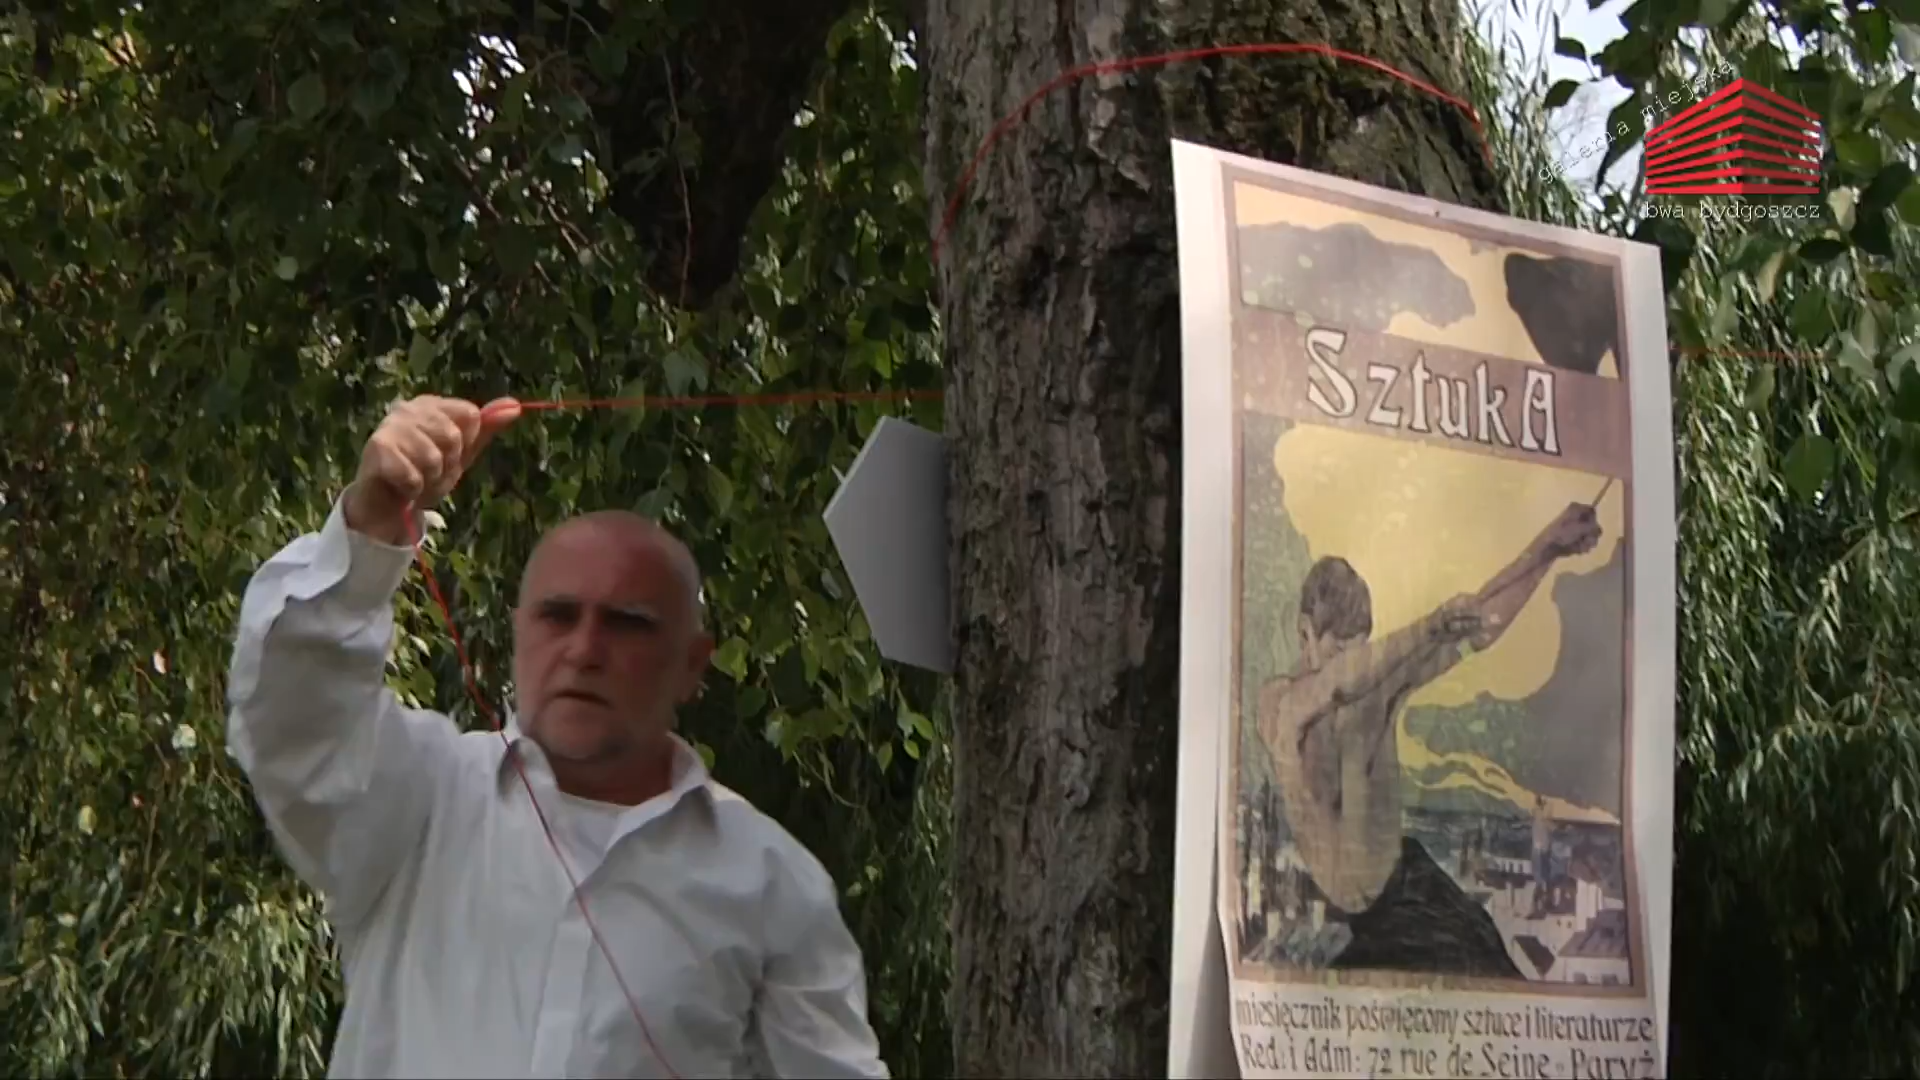 galeria miejska
bwa bydgoszcz
SztukA
miesięcznik poświęcony sztuce i literaturze
Red: i Adm: 72 rue de Seine - Paryż